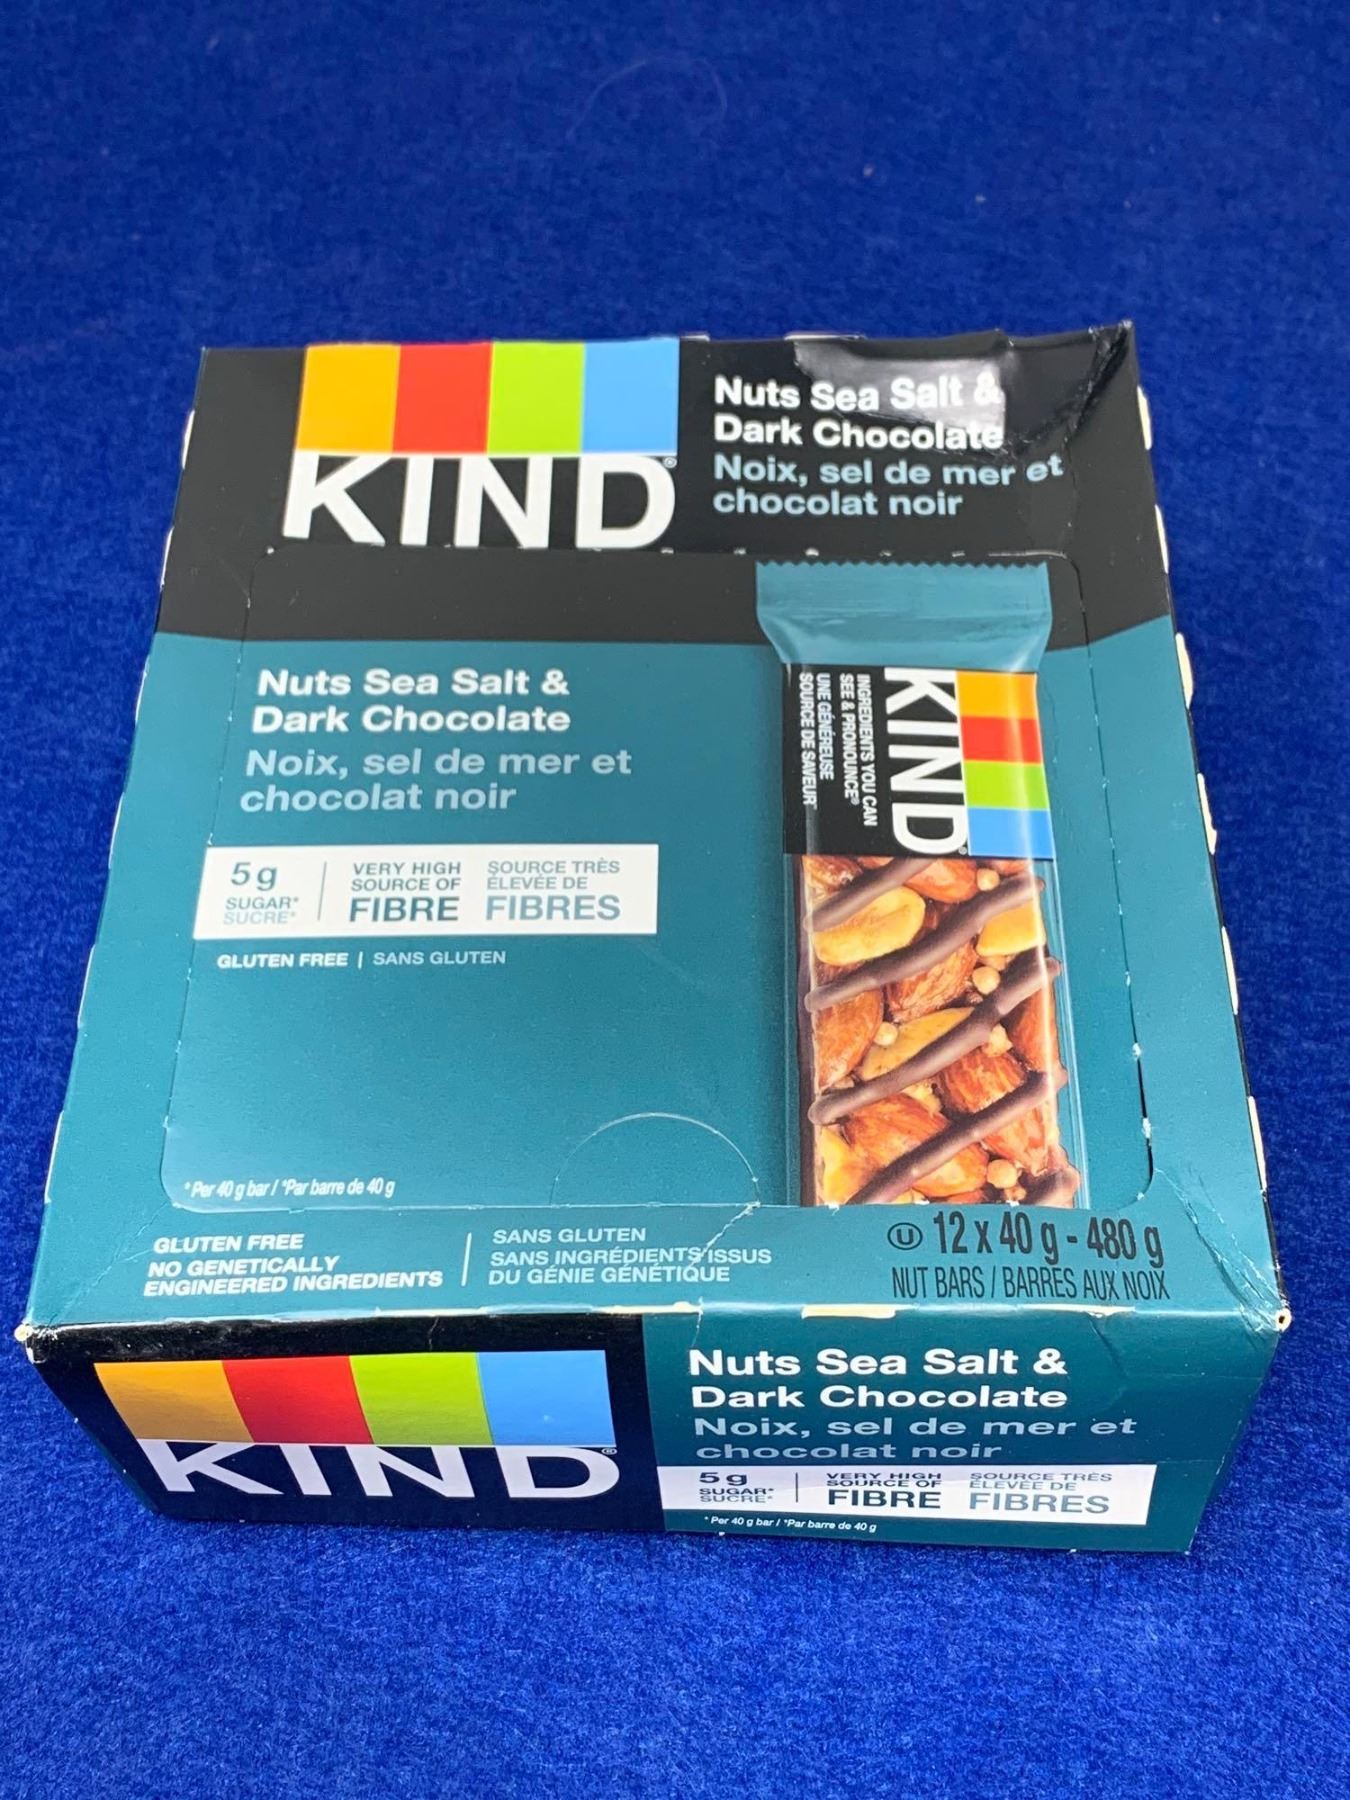 KIND®
Nuts Sea Salt &
Dark Chocolate
Noix, sel de mer et
chocolat noir
Nuts Sea Salt &
Dark Chocolate
Noix, sel de mer et
chocolat noir
5 g
SUGAR*
SUCRE*
VERY HIGH
SOURCE OF
FIBRE
SOURCE TRÈS
ÉLEVÉE DE
FIBRES
GLUTEN FREE | SANS GLUTEN
KIND
INGREDIENTS YOU CAN
SEE & PRONOUNCE®
UNE GÉNÉREUSE
SOURCE DE SAVEUR
*Per 40 g bar / *Par barre de 40 g
GLUTEN FREE
NO GENETICALLY
ENGINEERED INGREDIENTS
SANS GLUTEN
SANS INGRÉDIENTS ISSUS
DU GÉNIE GÉNÉTIQUE
U 12 x 40 g - 480 g
NUT BARS / BARRES AUX NOIX
KIND®
Nuts Sea Salt &
Dark Chocolate
Noix, sel de mer et
chocolat noir
5 g
SUGAR*
SUCRE*
VERY HIGH
SOURCE OF
FIBRE
SOURCE TRÈS
ÉLEVÉE DE
FIBRES
*Per 40 g bar / *Par barre de 40 g